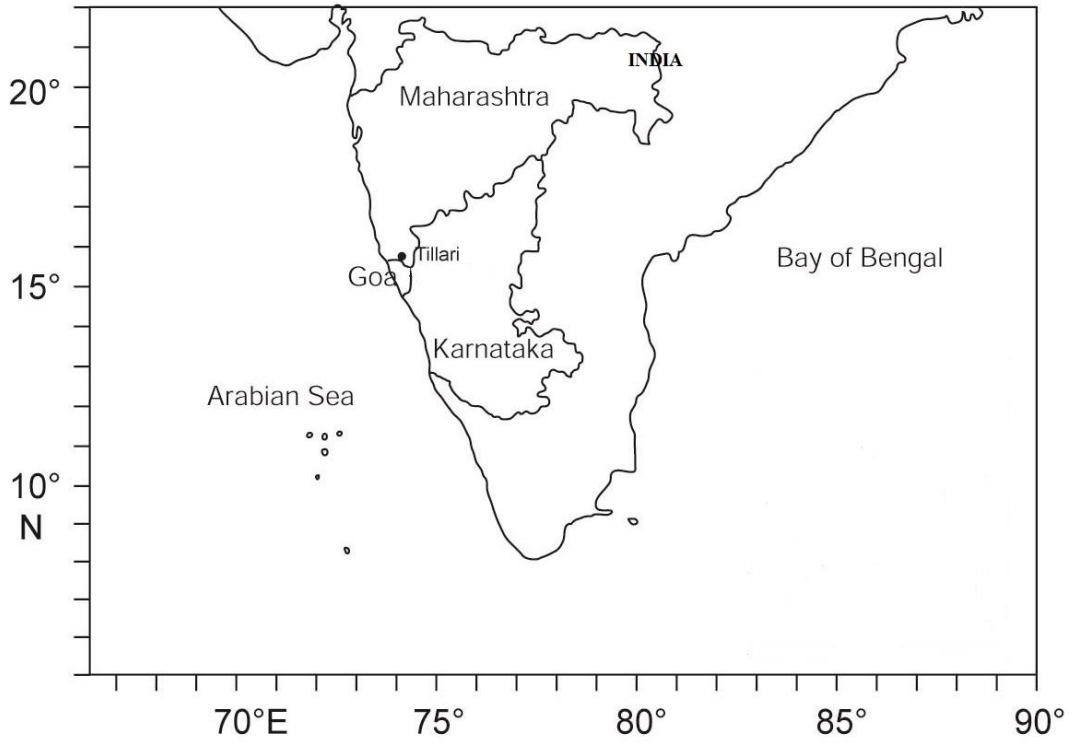 INDIA
20°
Maharashtra
Tillari
Bay of Bengal
Goa
15°
Karnataka
Arabian Sea
10°
N
70°E 75° 80° 85° 90°